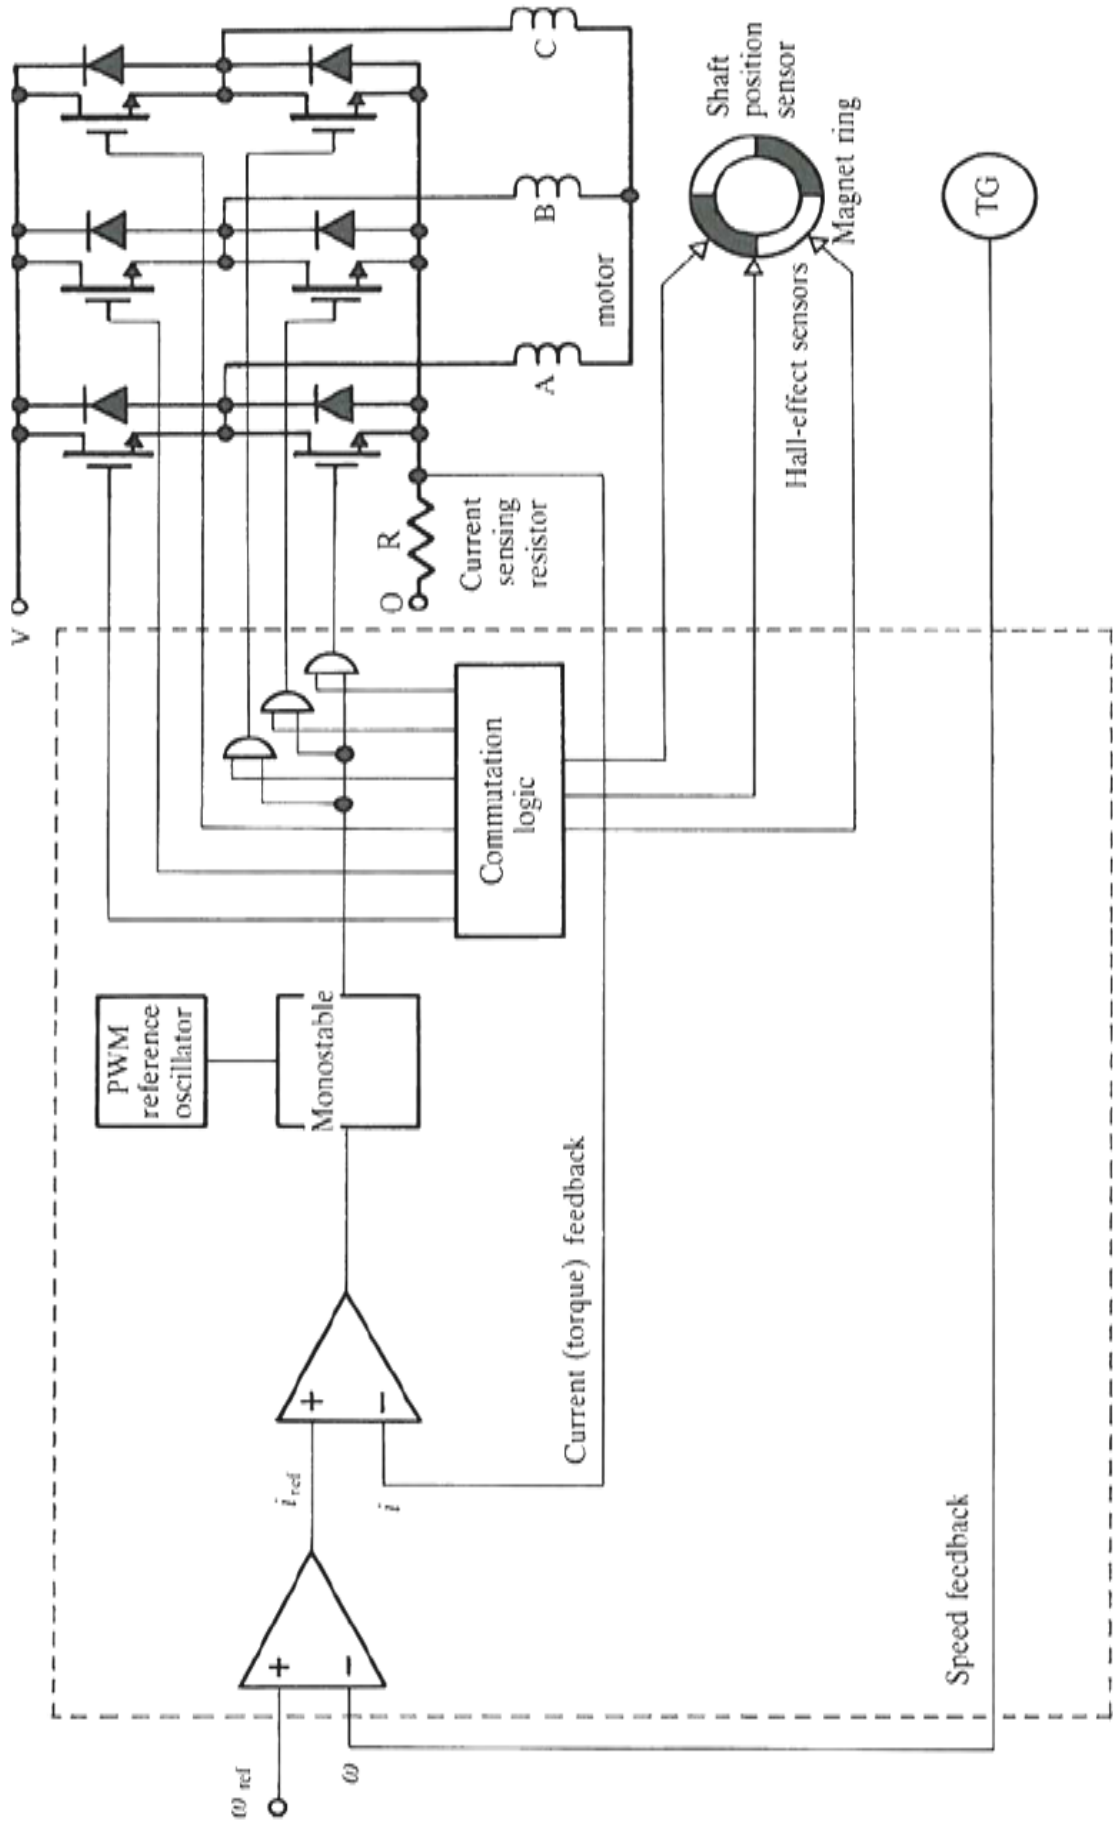 V
O
R
Current
sensing
resistor
A
B
C
motor
Shaft
position
sensor
Magnet ring
Hall-effect sensors
TG
PWM
reference
oscillator
Monostable
Commutation
logic
ω ref
ω
+
−
i ref
i
+
−
Current (torque) feedback
Speed feedback